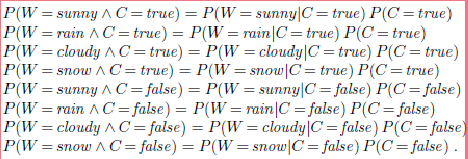 P(W = sunny ∧ C = true) = P(W = sunny|C = true) P(C = true)
P(W = rain ∧ C = true) = P(W = rain|C = true) P(C = true)
P(W = cloudy ∧ C = true) = P(W = cloudy|C = true) P(C = true)
P(W = snow ∧ C = true) = P(W = snow|C = true) P(C = true)
P(W = sunny ∧ C = false) = P(W = sunny|C = false) P(C = false)
P(W = rain ∧ C = false) = P(W = rain|C = false) P(C = false)
P(W = cloudy ∧ C = false) = P(W = cloudy|C = false) P(C = false)
P(W = snow ∧ C = false) = P(W = snow|C = false) P(C = false) .